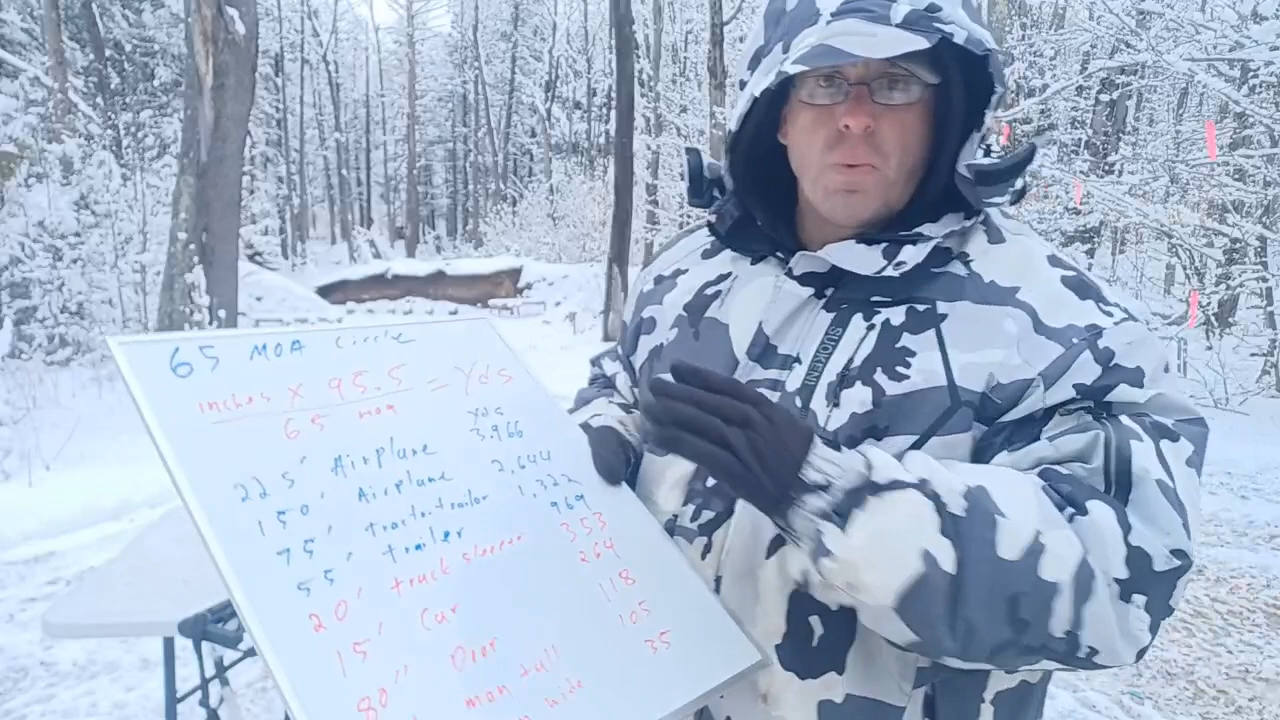 65 MOA circle
inches x 95.5 = Yds
65 moa
yds
225' Airplane 3,966
150' Airplane 2,644
75' tractor trailor 1,322
55' trailer 969
20' truck sleeper 353
15' Car 264
80" Door 118
man tall 105
wide 35
SUOKENI